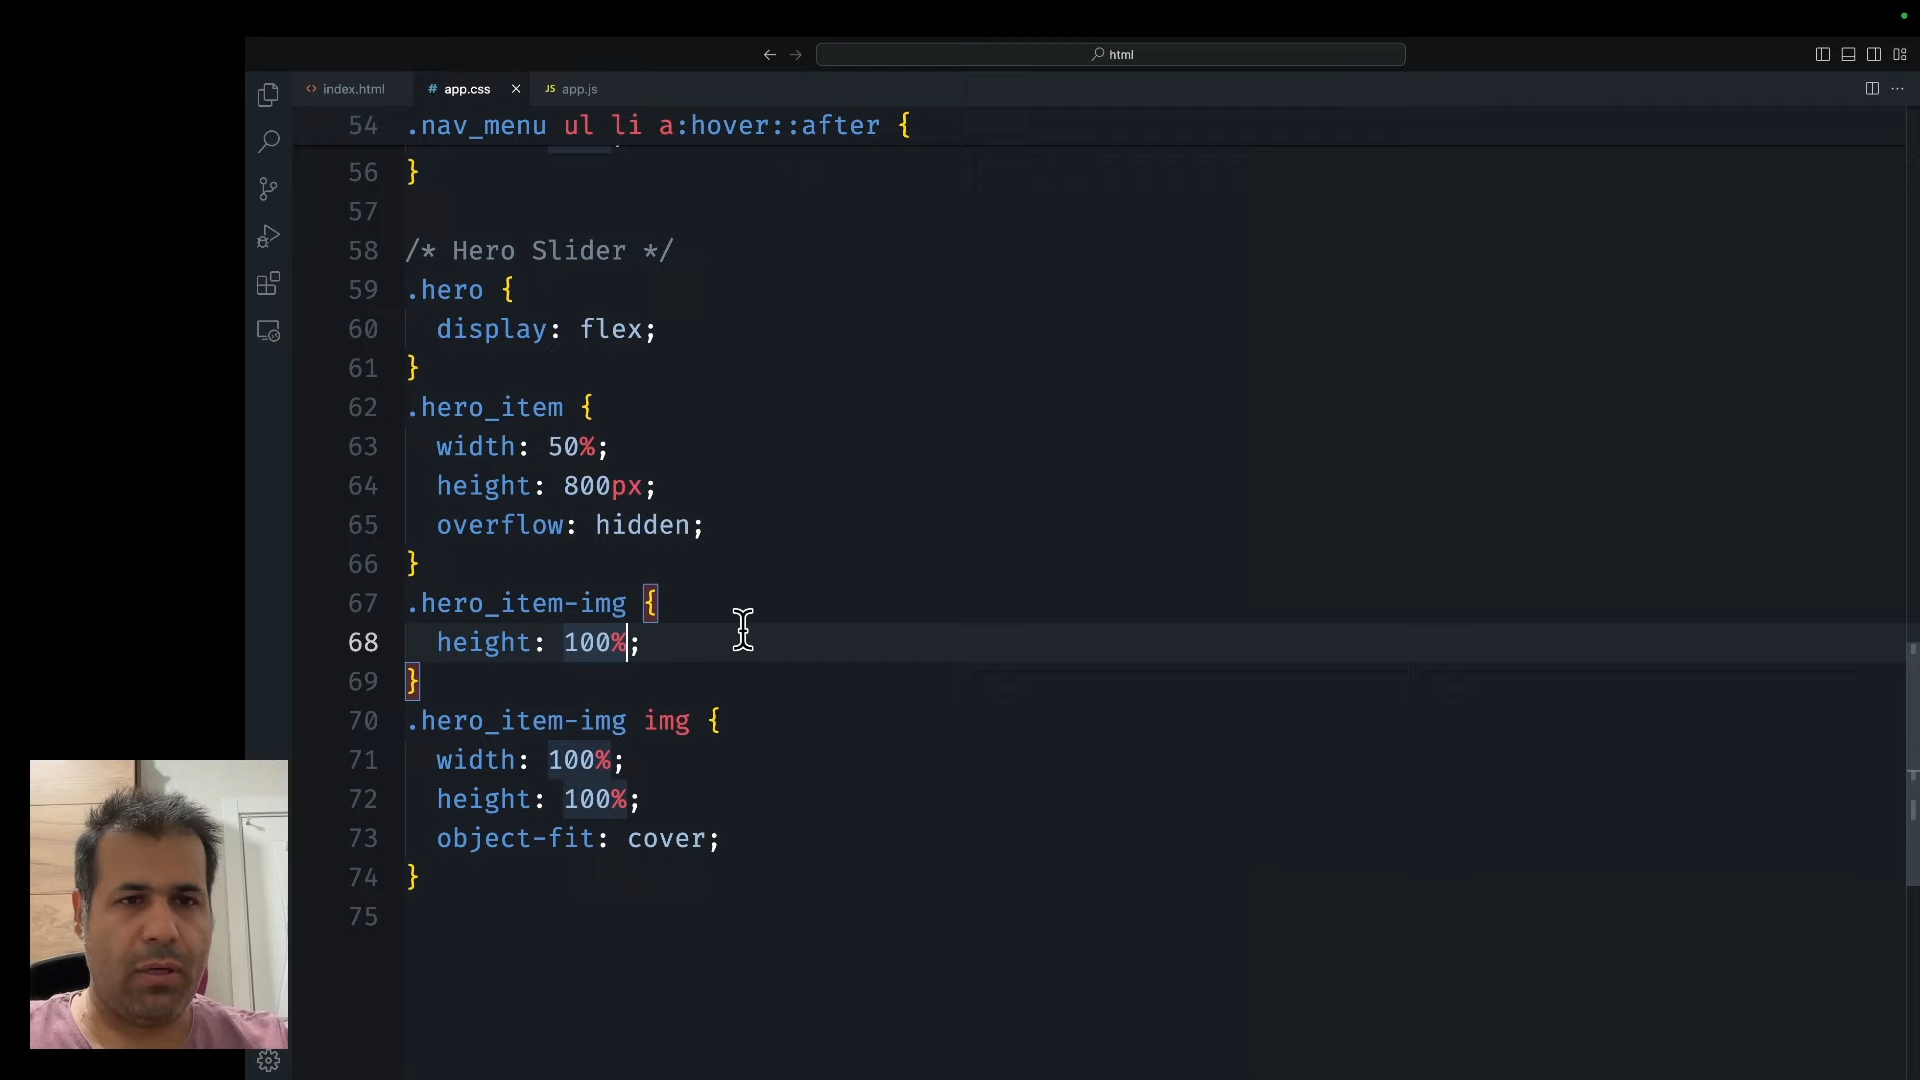 html
index.html
# app.css
JS app.js
54 .nav_menu ul li a:hover::after {
56 }
57
58 /* Hero Slider */
59 .hero {
60 display: flex;
61 }
62 .hero_item {
63 width: 50%;
64 height: 800px;
65 overflow: hidden;
66 }
67 .hero_item-img {
68 height: 100%;
69 }
70 .hero_item-img img {
71 width: 100%;
72 height: 100%;
73 object-fit: cover;
74 }
75